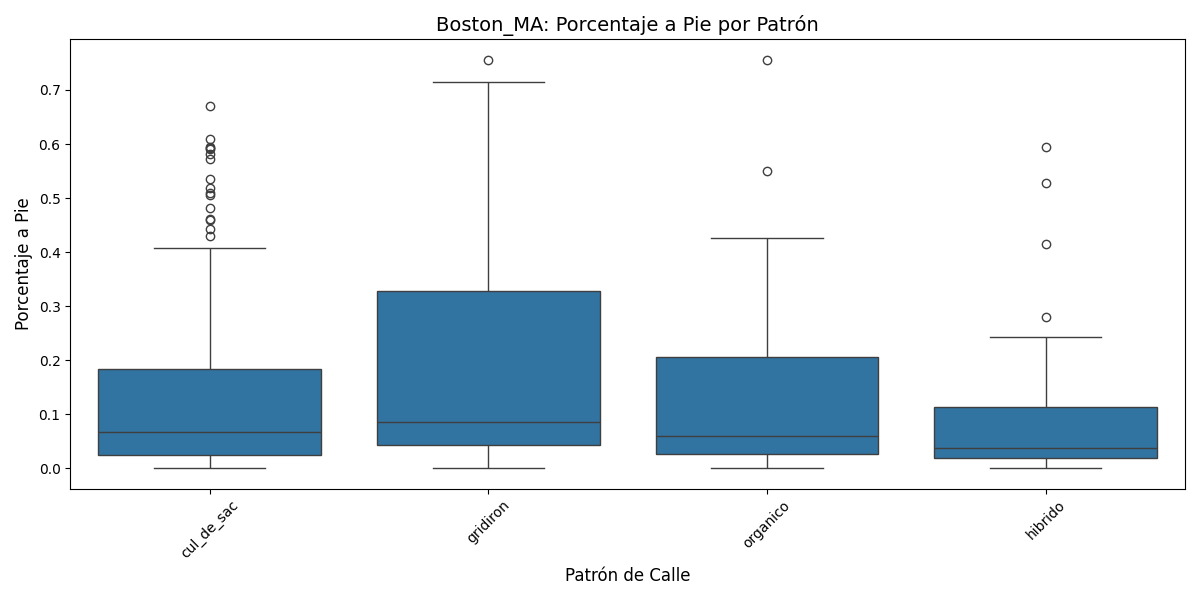 Boston_MA: Porcentaje a Pie por Patrón
Porcentaje a Pie
0.7
0.6
0.5
0.4
0.3
0.2
0.1
0.0
cul_de_sac
gridiron
organico
hibrido
Patrón de Calle